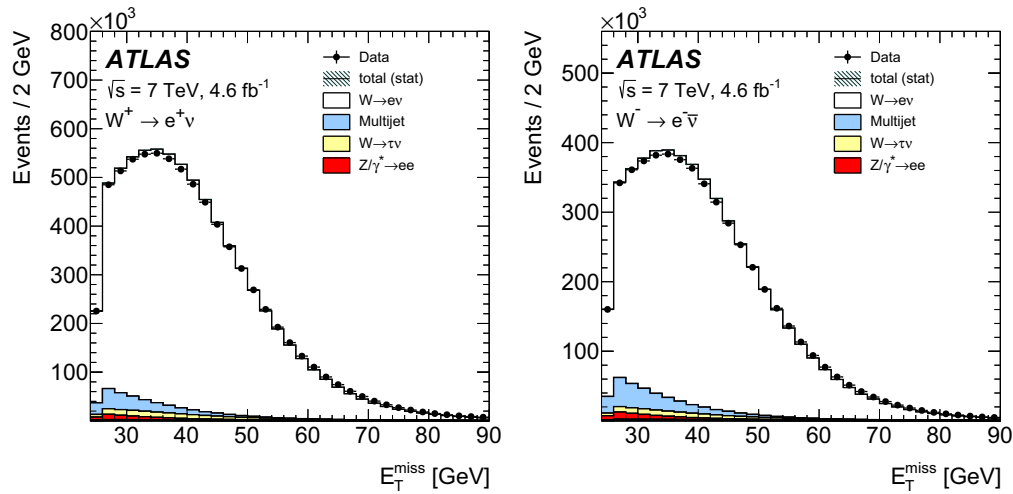 ×10³
Events / 2 GeV
800
700
600
500
400
300
200
100
ATLAS
√s = 7 TeV, 4.6 fb⁻¹
W⁺ → e⁺ν
Data
total (stat)
W→eν
Multijet
W→τν
Z/γ*→ee
30 40 50 60 70 80 90
E_T^miss [GeV]
×10³
Events / 2 GeV
500
400
300
200
100
ATLAS
√s = 7 TeV, 4.6 fb⁻¹
W⁻ → e⁻ν̅
Data
total (stat)
W→eν
Multijet
W→τν
Z/γ*→ee
30 40 50 60 70 80 90
E_T^miss [GeV]